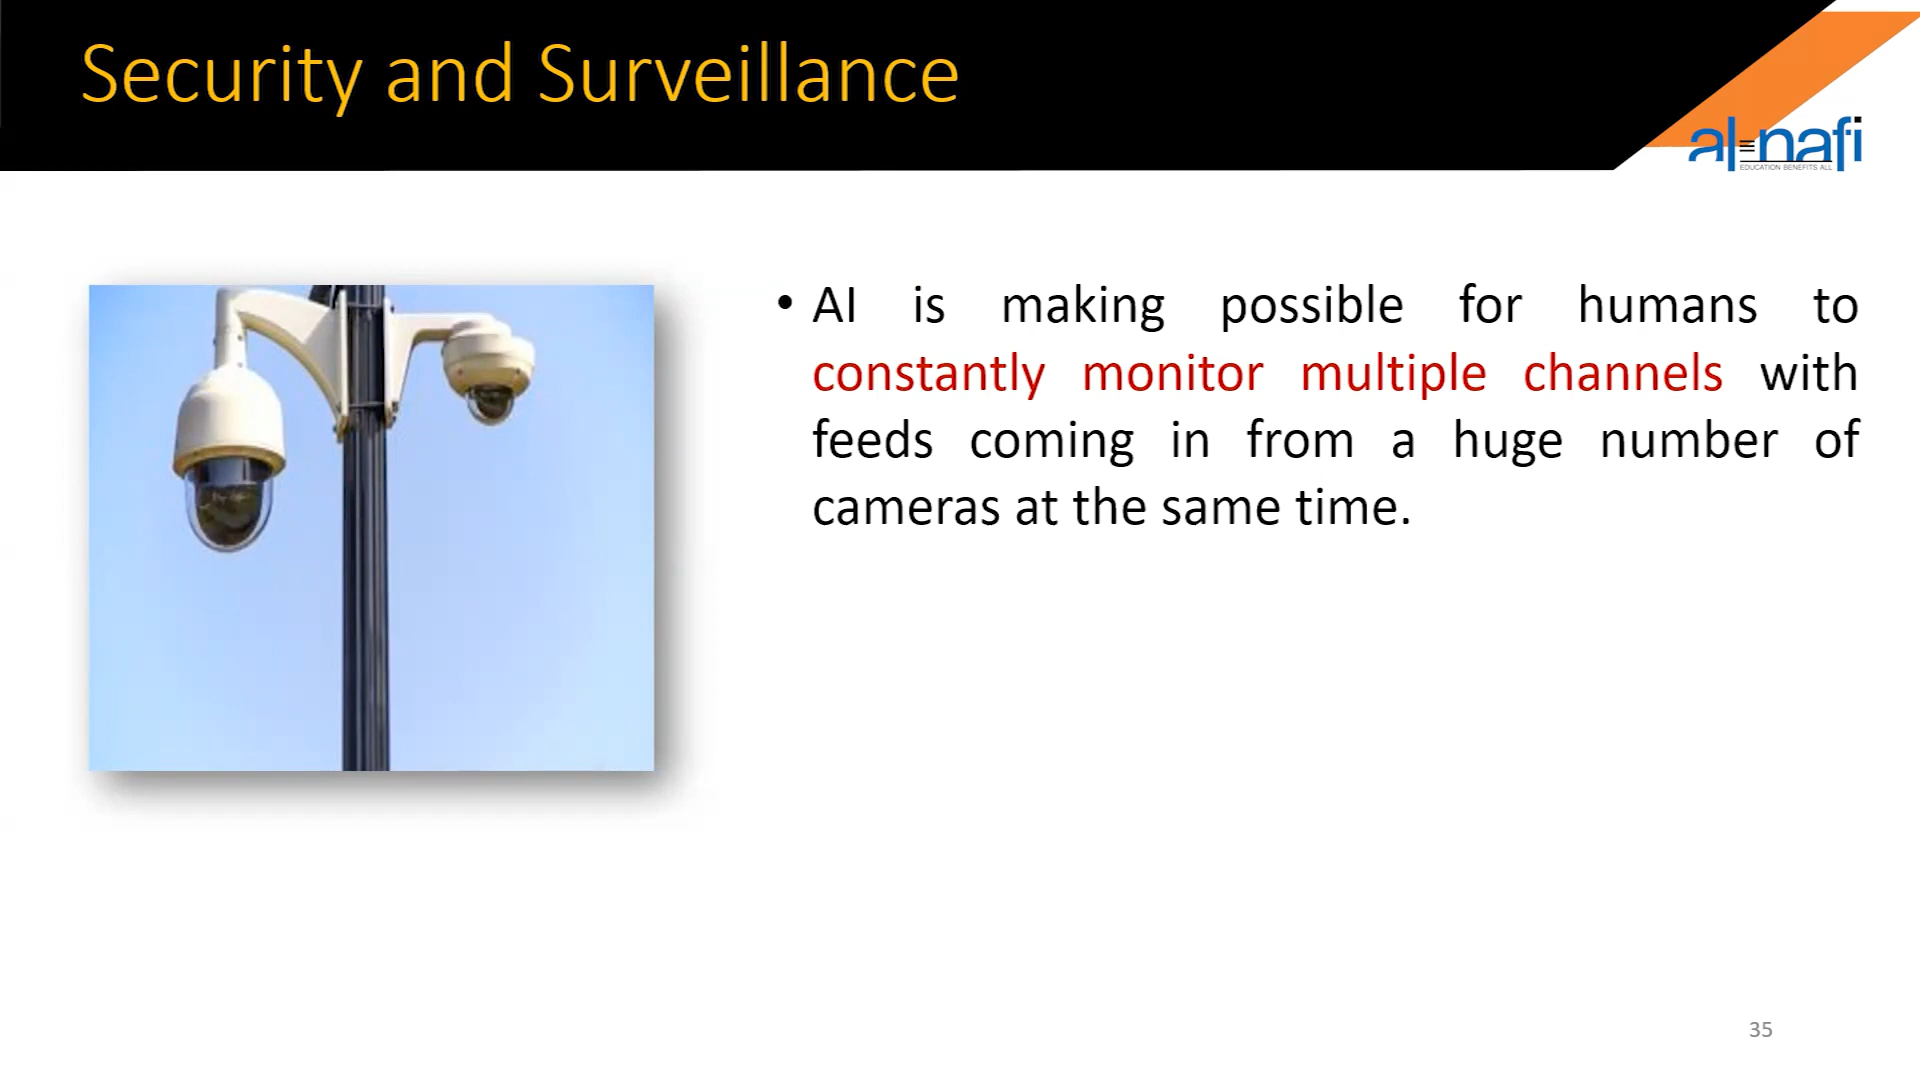 Security and Surveillance
al-nafi
EDUCATION BENEFITS ALL
• AI is making possible for humans to
constantly monitor multiple channels with
feeds coming in from a huge number of
cameras at the same time.
35